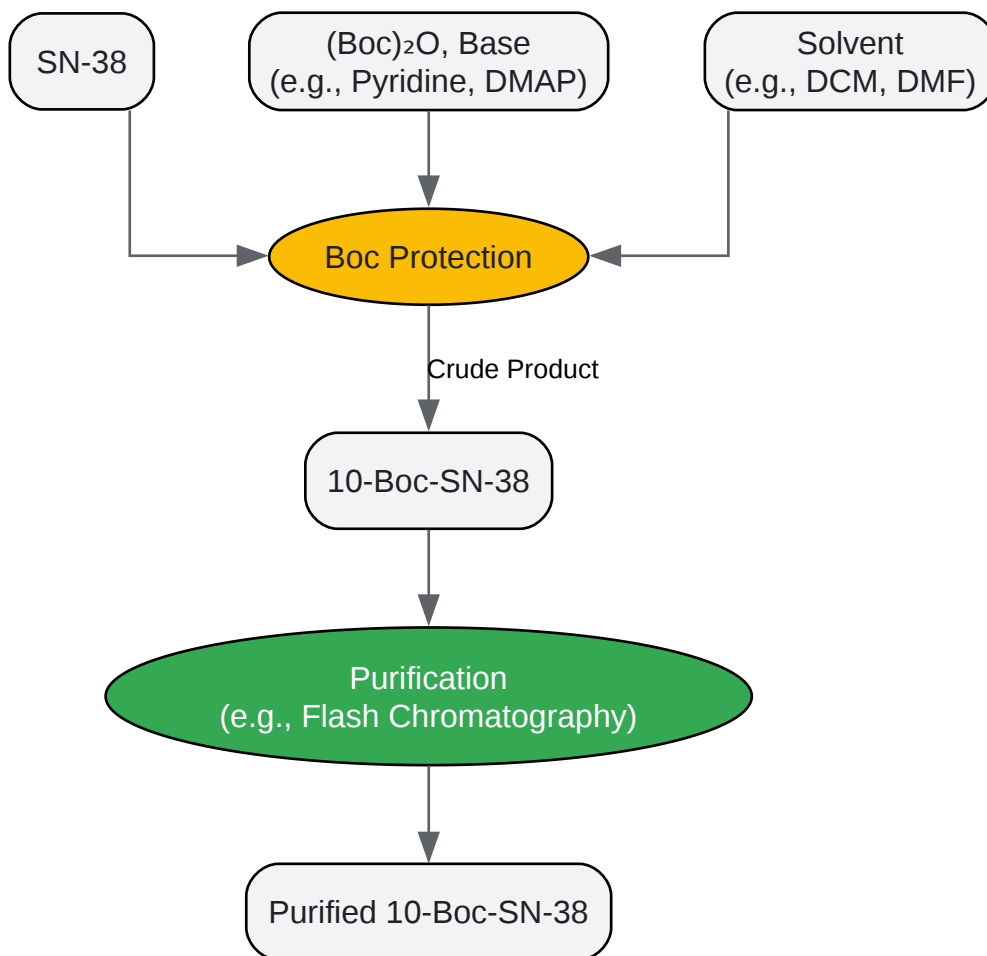 SN-38
(Boc)₂O, Base
(e.g., Pyridine, DMAP)
Solvent
(e.g., DCM, DMF)
Boc Protection
Crude Product
10-Boc-SN-38
Purification
(e.g., Flash Chromatography)
Purified 10-Boc-SN-38